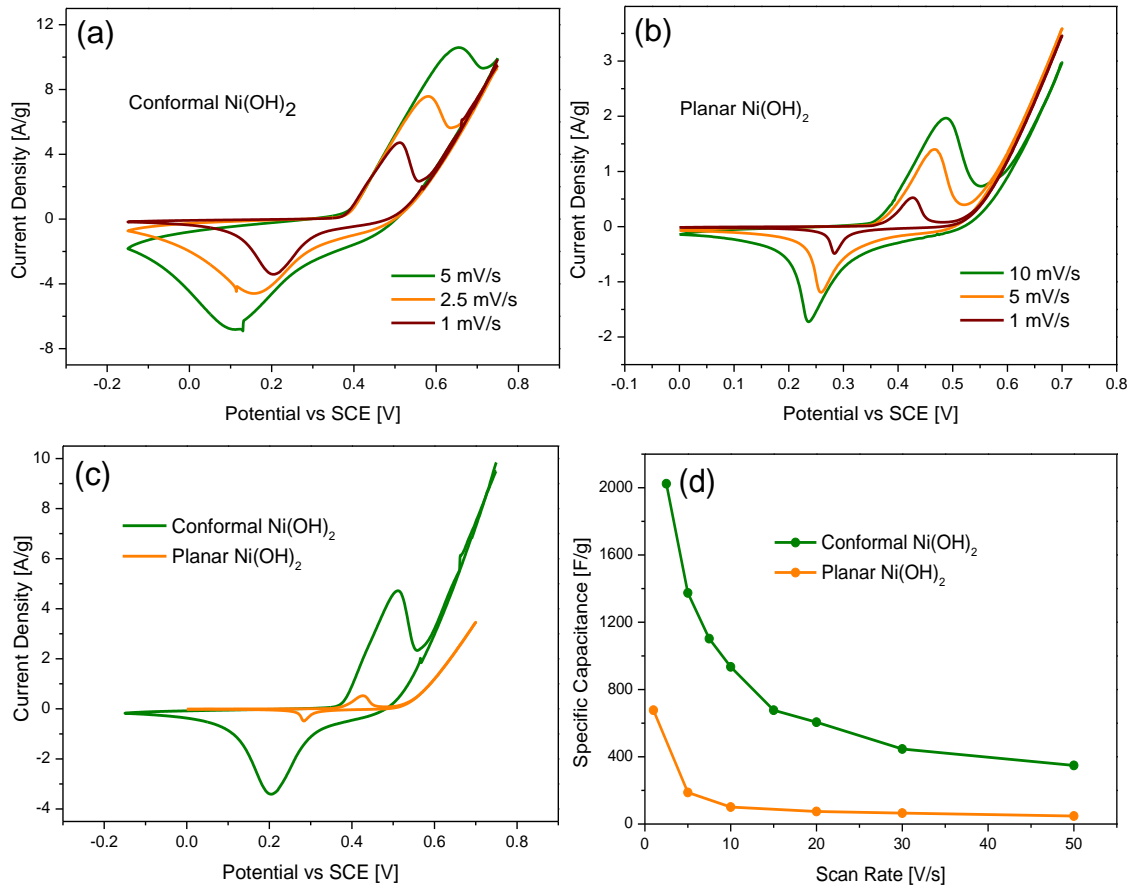 (a)
Conformal Ni(OH)2
Current Density [A/g]
12
8
4
0
-4
-8
-0.2
0.0
0.2
0.4
0.6
0.8
Potential vs SCE [V]
5 mV/s
2.5 mV/s
1 mV/s
(b)
Planar Ni(OH)2
Current Density [A/g]
3
2
1
0
-1
-2
-0.1
0.0
0.1
0.2
0.3
0.4
0.5
0.6
0.7
0.8
Potential vs SCE [V]
10 mV/s
5 mV/s
1 mV/s
(c)
Conformal Ni(OH)2
Planar Ni(OH)2
Current Density [A/g]
10
8
6
4
2
0
-2
-4
-0.2
0.0
0.2
0.4
0.6
0.8
Potential vs SCE [V]
(d)
Conformal Ni(OH)2
Planar Ni(OH)2
Specific Capacitance [F/g]
2000
1600
1200
800
400
0
0
10
20
30
40
50
Scan Rate [V/s]